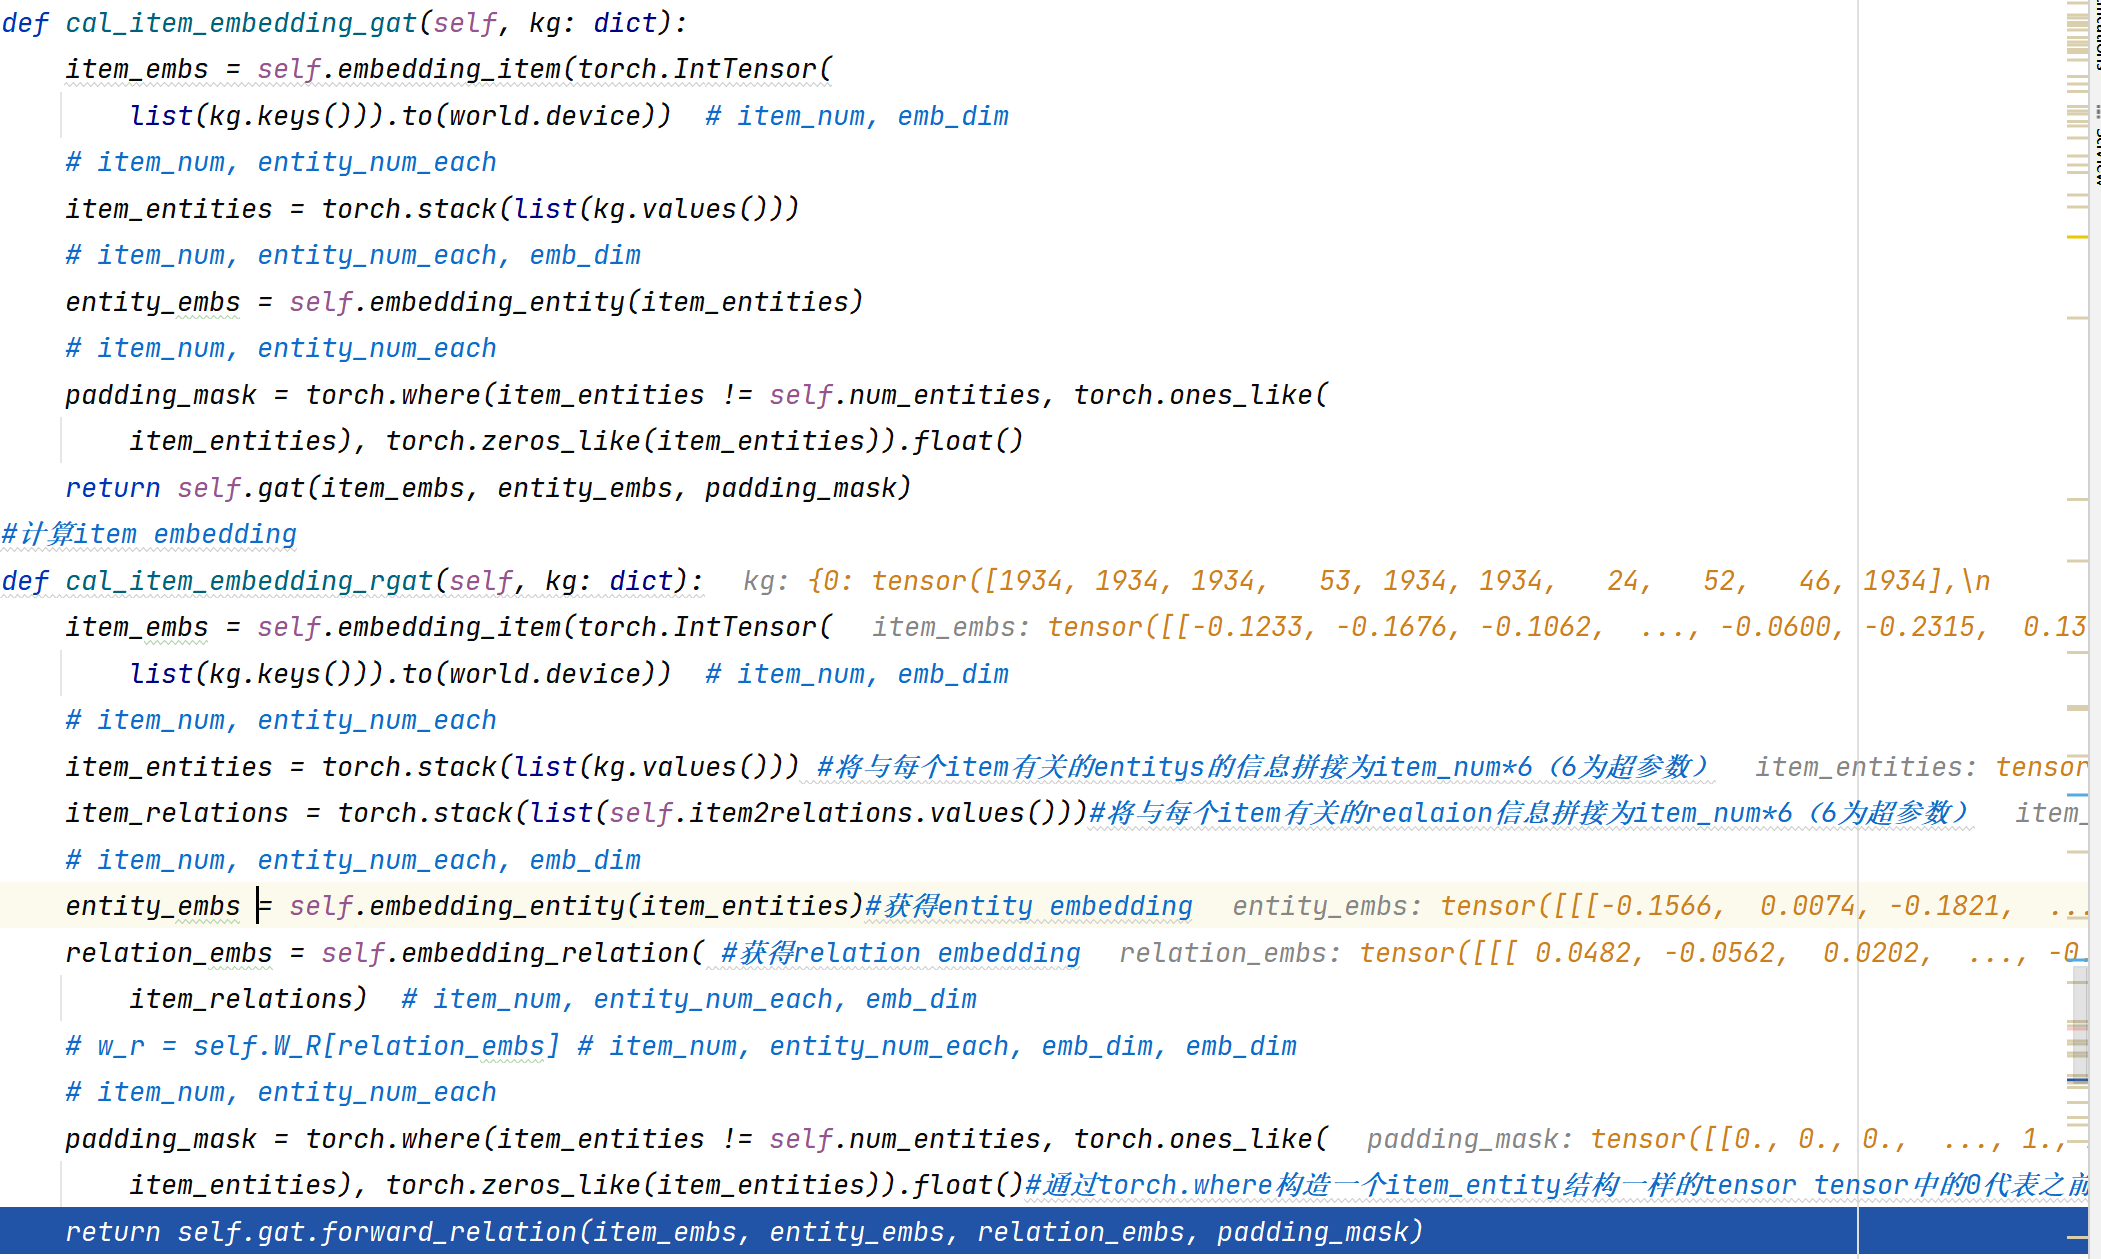 def cal_item_embedding_gat(self, kg: dict):
item_embs = self.embedding_item(torch.IntTensor(
list(kg.keys())).to(world.device))  # item_num, emb_dim
# item_num, entity_num_each
item_entities = torch.stack(list(kg.values()))
# item_num, entity_num_each, emb_dim
entity_embs = self.embedding_entity(item_entities)
# item_num, entity_num_each
padding_mask = torch.where(item_entities != self.num_entities, torch.ones_like(
item_entities), torch.zeros_like(item_entities)).float()
return self.gat(item_embs, entity_embs, padding_mask)
#计算item embedding
def cal_item_embedding_rgat(self, kg: dict):  kg: {0: tensor([1934, 1934, 1934,   53, 1934, 1934,   24,   52,   46, 1934],\n
item_embs = self.embedding_item(torch.IntTensor(  item_embs: tensor([[-0.1233, -0.1676, -0.1062,  ..., -0.0600, -0.2315,  0.13
list(kg.keys())).to(world.device))  # item_num, emb_dim
# item_num, entity_num_each
item_entities = torch.stack(list(kg.values())) #将与每个item有关的entitys的信息拼接为item_num*6（6为超参数）  item_entities: tensor
item_relations = torch.stack(list(self.item2relations.values()))#将与每个item有关的realaion信息拼接为item_num*6（6为超参数）  item_
# item_num, entity_num_each, emb_dim
entity_embs = self.embedding_entity(item_entities)#获得entity embedding  entity_embs: tensor([[[-0.1566,  0.0074, -0.1821,  ...
relation_embs = self.embedding_relation( #获得relation embedding  relation_embs: tensor([[[ 0.0482, -0.0562,  0.0202,  ..., -0.
item_relations)  # item_num, entity_num_each, emb_dim
# w_r = self.W_R[relation_embs] # item_num, entity_num_each, emb_dim, emb_dim
# item_num, entity_num_each
padding_mask = torch.where(item_entities != self.num_entities, torch.ones_like(  padding_mask: tensor([[0., 0., 0.,  ..., 1.,
item_entities), torch.zeros_like(item_entities)).float()#通过torch.where构造一个item_entity结构一样的tensor tensor中的0代表之前
return self.gat.forward_relation(item_embs, entity_embs, relation_embs, padding_mask)